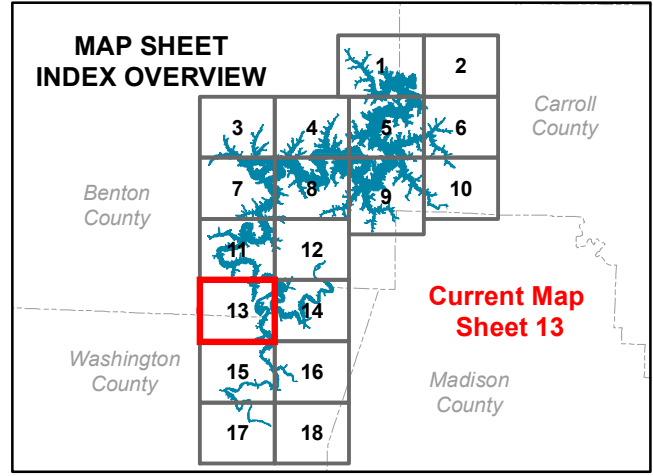 MAP SHEET
INDEX OVERVIEW
1
2
Carroll
County
3
4
5
6
Benton
County
7
8
9
10
11
12
Current Map
Sheet 13
13
14
Washington
County
15
16
Madison
County
17
18